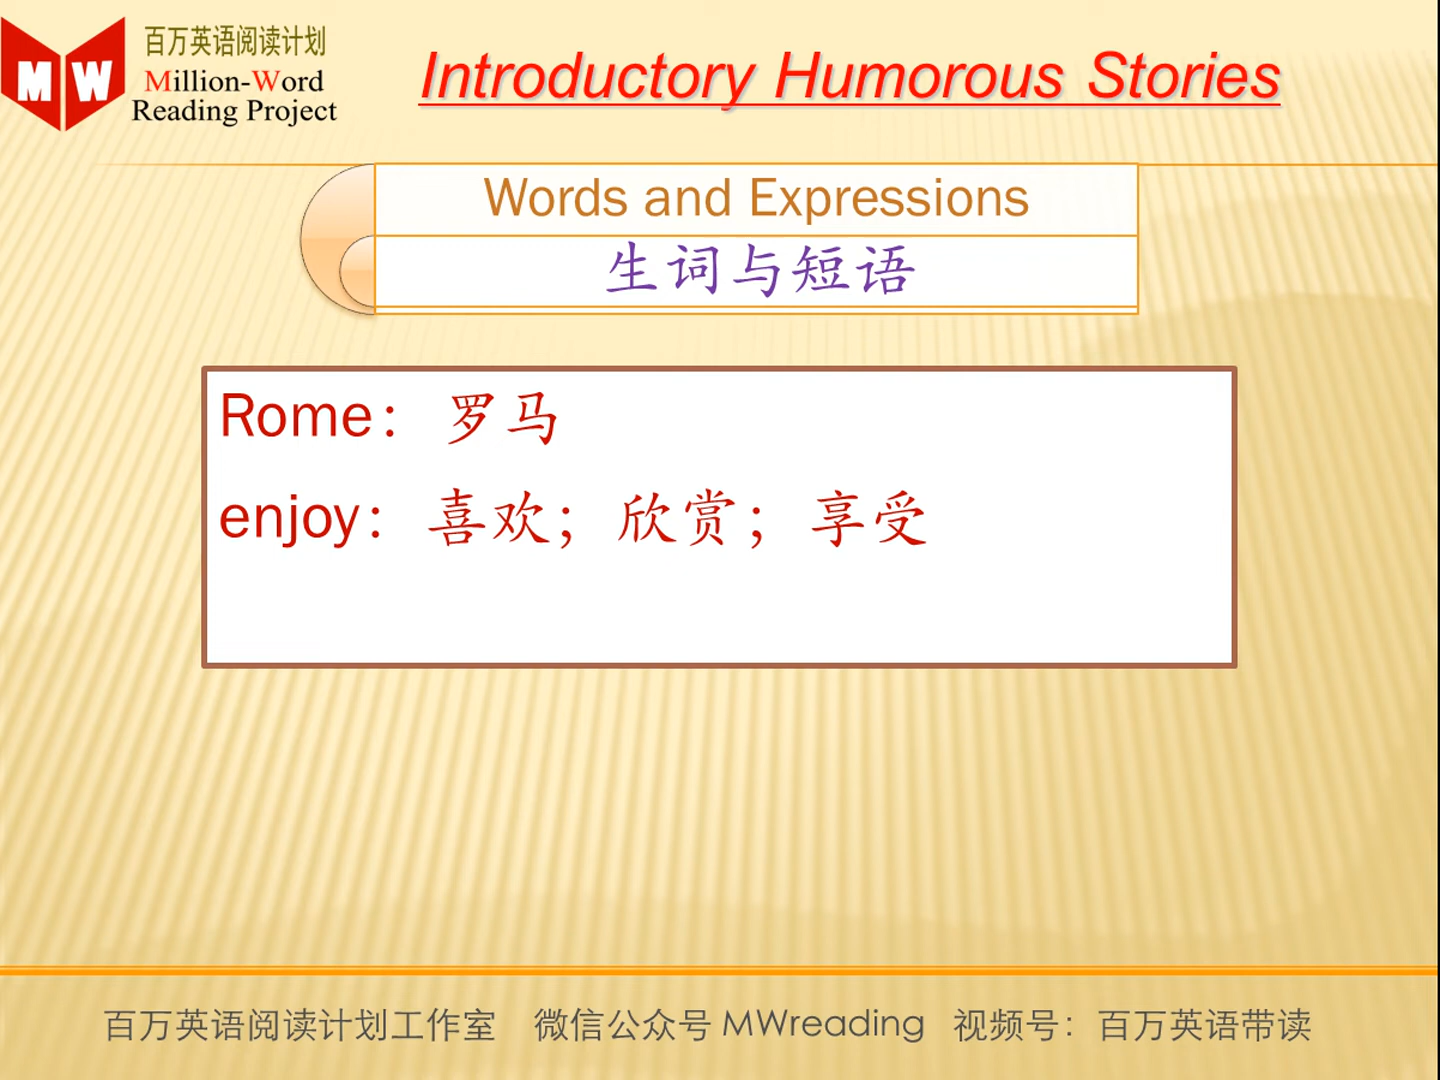 百万英语阅读计划
Million-Word
Reading Project
Introductory Humorous Stories
Words and Expressions
生词与短语
Rome： 罗马
enjoy：喜欢；欣赏；享受
百万英语阅读计划工作室 微信公众号 MWreading 视频号：百万英语带读
MW